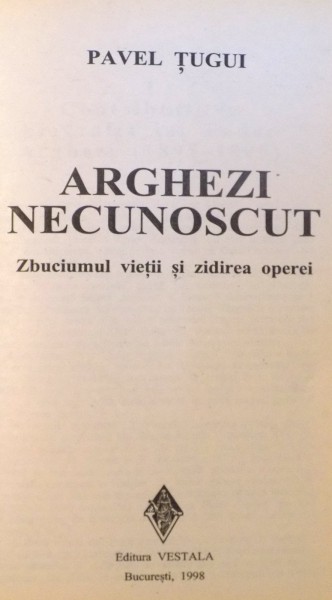 PAVEL ȚUGUI
ARGHEZI
NECUNOSCUT
Zbuciumul vieții și zidirea operei
Editura VESTALA
București, 1998